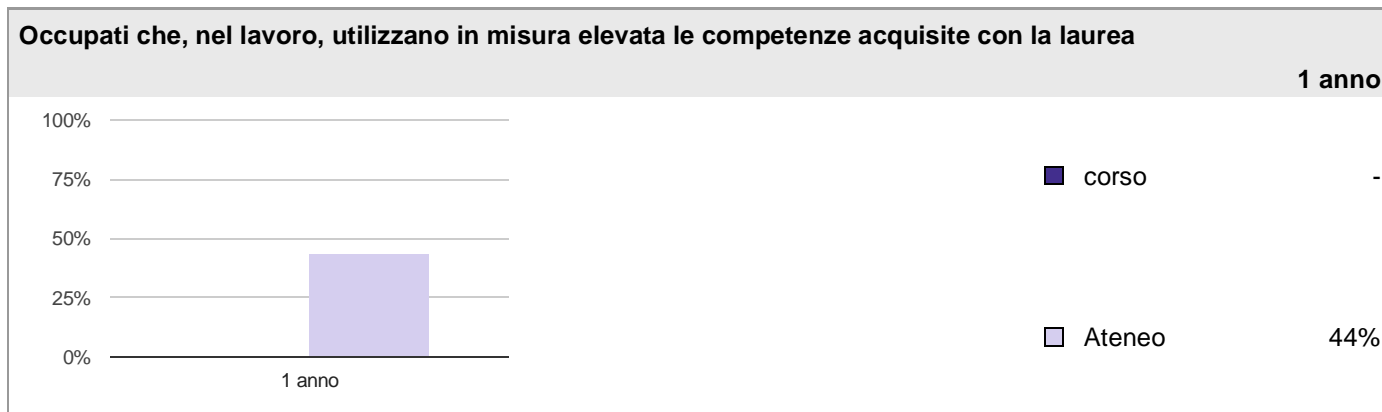 Occupati che, nel lavoro, utilizzano in misura elevata le competenze acquisite con la laurea
1 anno
100%
75%
50%
25%
0%
1 anno
corso -
Ateneo 44%